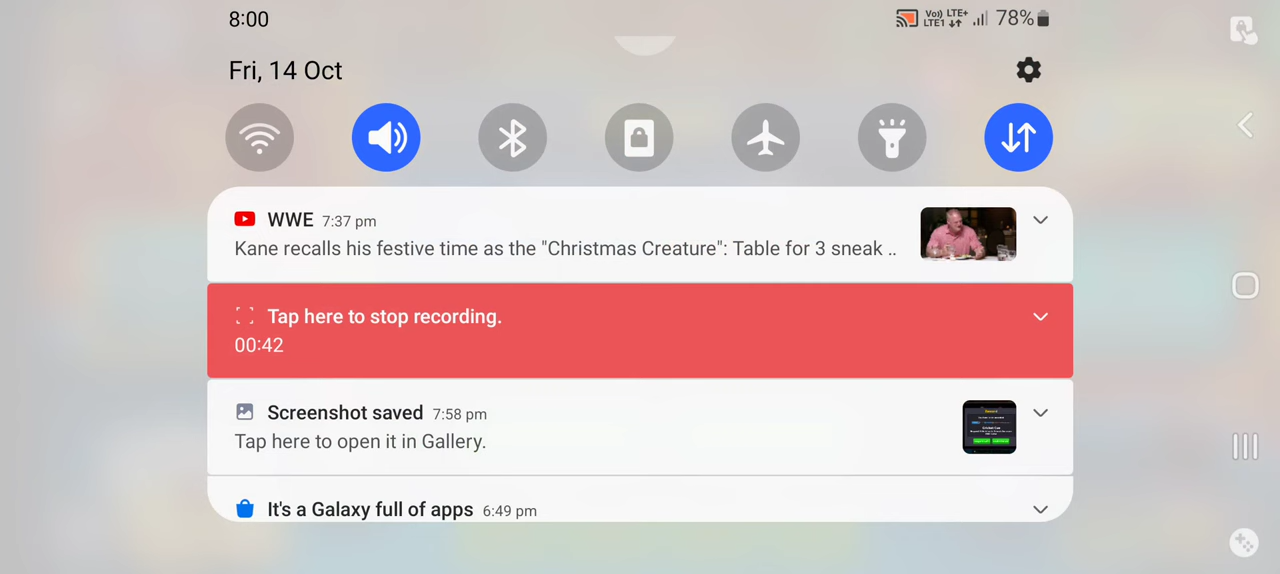 8:00
Vo) LTE+
LTE1
78%
Fri, 14 Oct
WWE 7:37 pm
Kane recalls his festive time as the "Christmas Creature": Table for 3 sneak ..
Tap here to stop recording.
00:42
Screenshot saved 7:58 pm
Tap here to open it in Gallery.
It's a Galaxy full of apps 6:49 pm